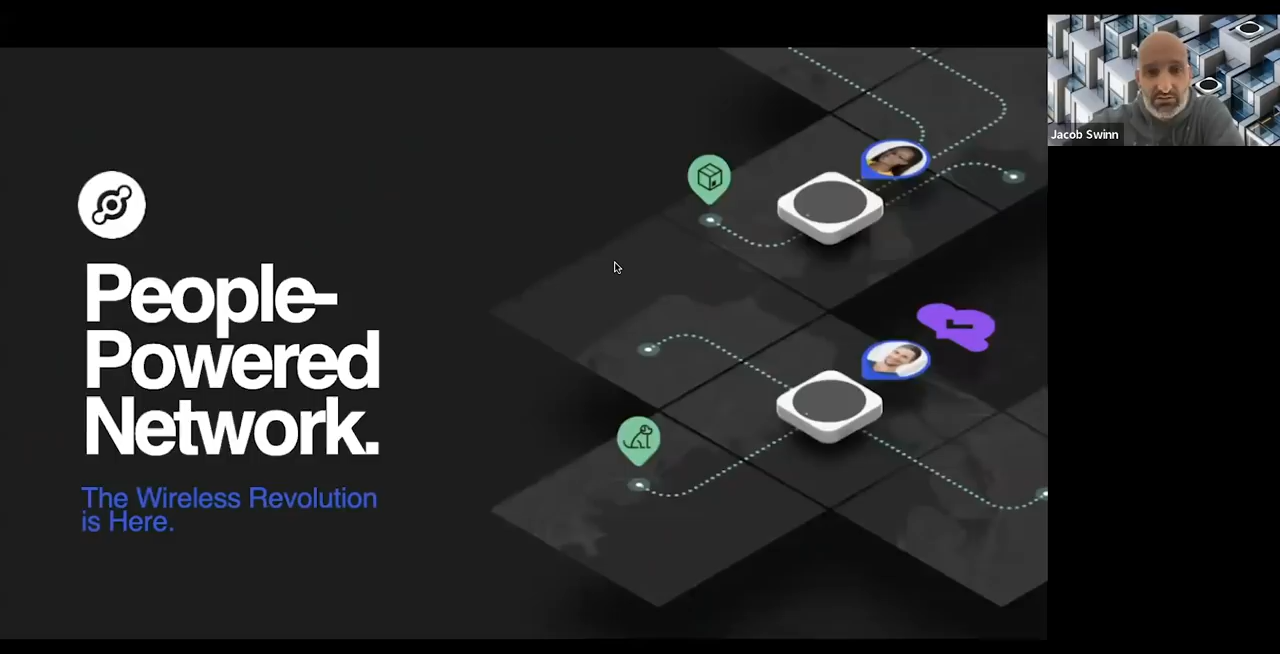 People-
Powered
Network.
The Wireless Revolution
is Here.
Jacob Swinn